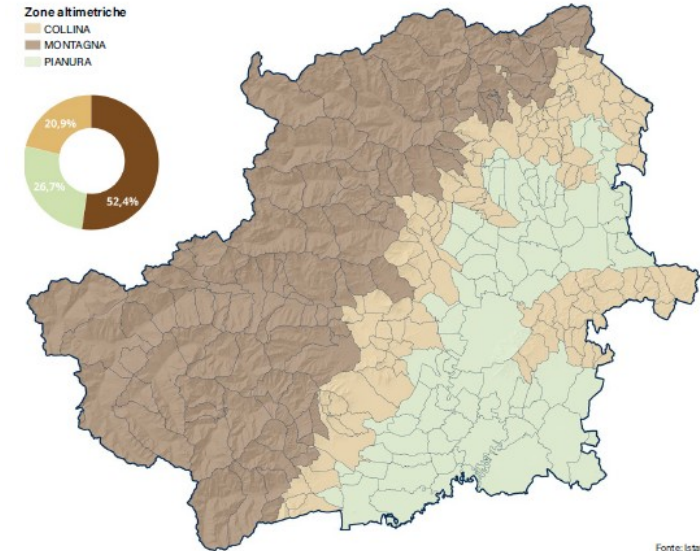 Zone altimetriche
COLLINA
MONTAGNA
PIANURA
20,9%
26,7%
52,4%
Fonte: Ista